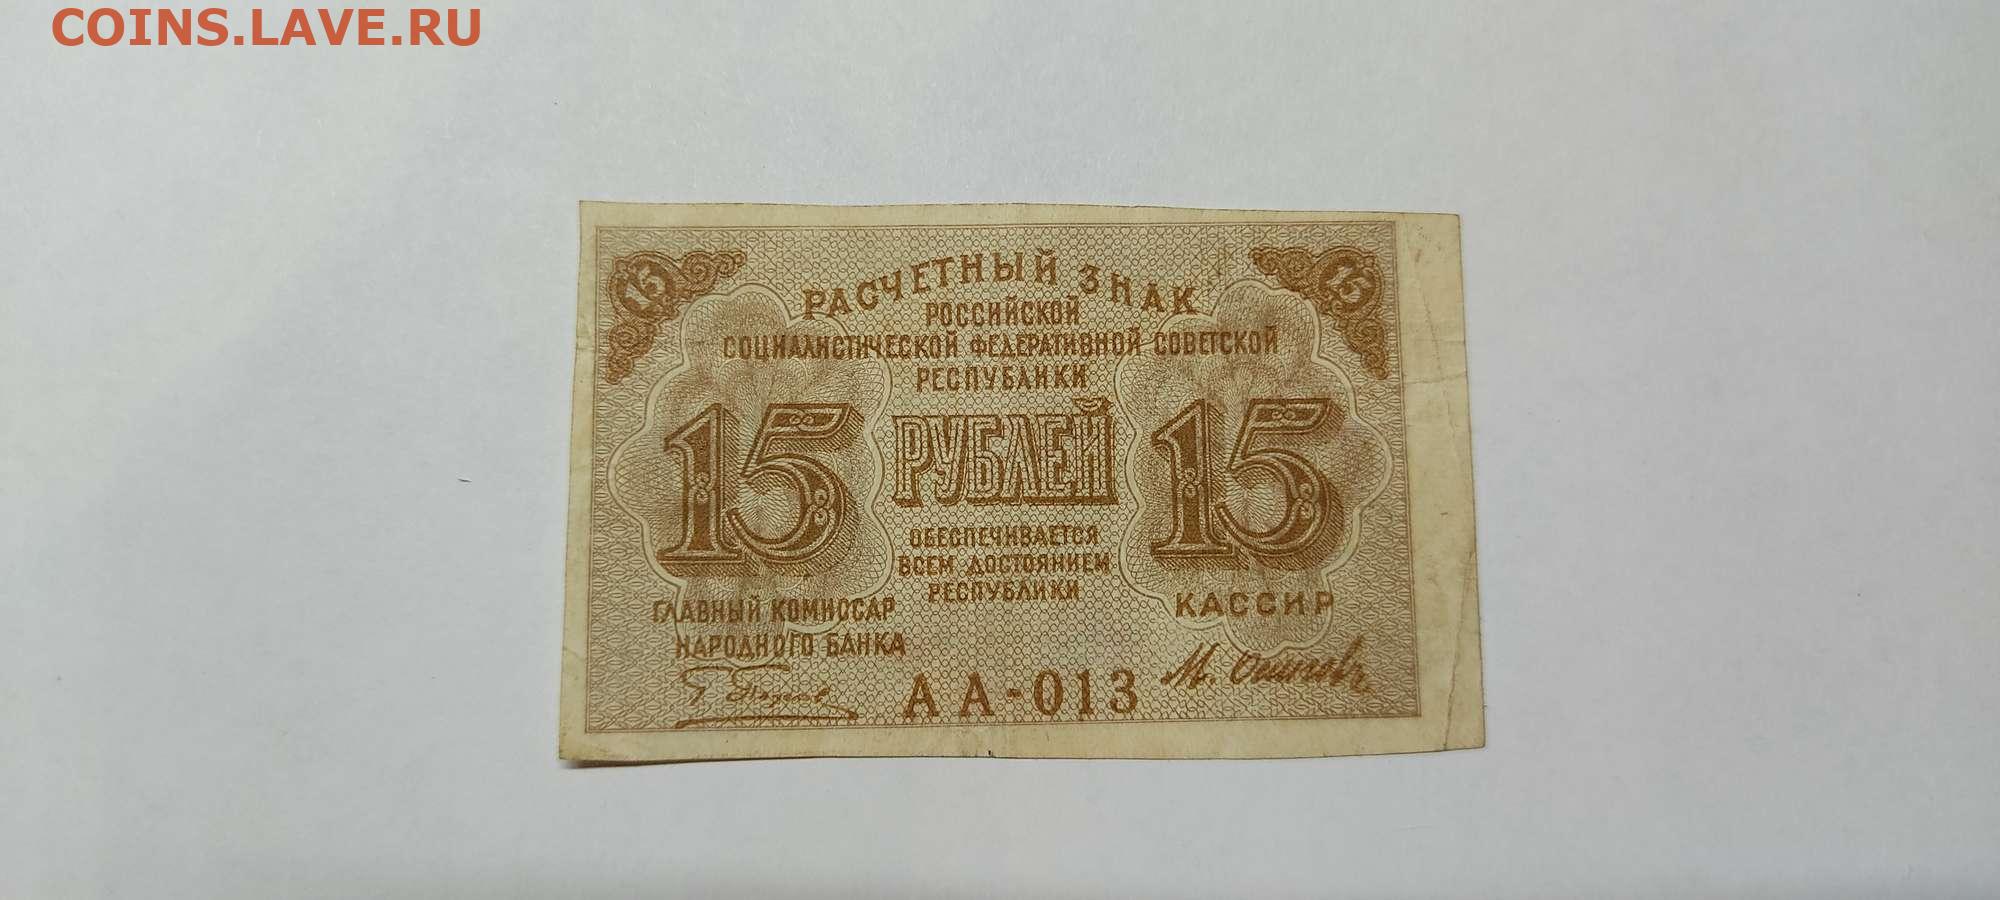 COINS.LAVE.RU
15 15
РАСЧЕТНЫЙ ЗНАК
РОССИЙСКОЙ
СОЦИАЛИСТИЧЕСКОЙ ФЕДЕРАТИВНОЙ СОВЕТСКОЙ
РЕСПУБЛИКИ
15 РУБЛЕЙ 15
ОБЕСПЕЧИВАЕТСЯ
ВСЕМ ДОСТОЯНИЕМ
РЕСПУБЛИКИ
ГЛАВНЫЙ КОМИССАР
НАРОДНОГО БАНКА
КАССИР
АА-013
М. Осипов